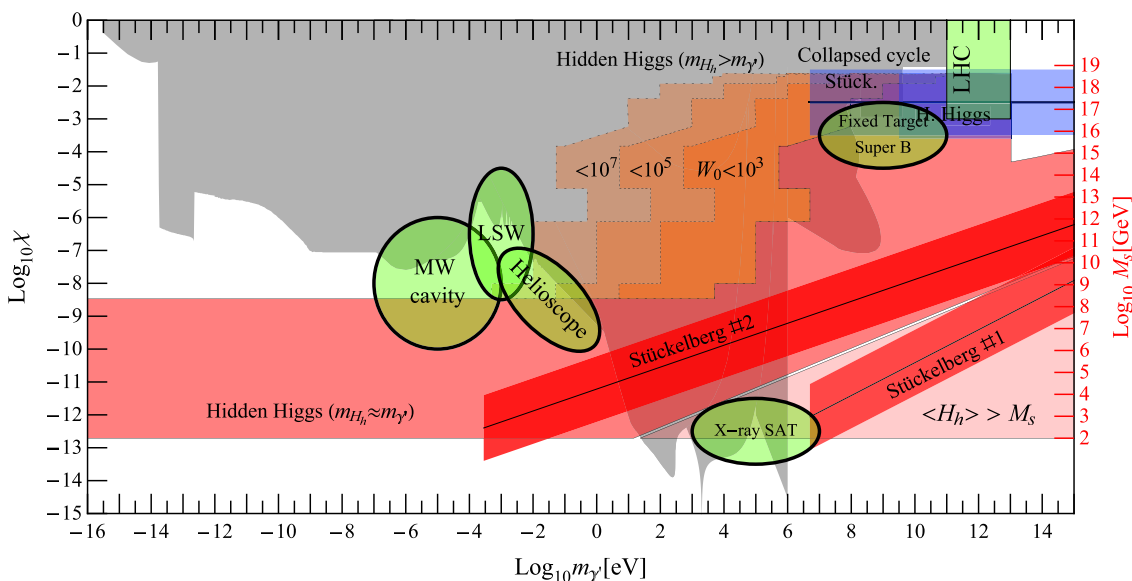 Hidden Higgs (m_{H_h}>m_{γ'})
Collapsed cycle
Stück.
LHC
H. Higgs
Fixed Target
Super B
<10^7
<10^5
W_0<10^3
LSW
MW
cavity
Helioscope
Stückelberg #2
Stückelberg #1
Hidden Higgs (m_{H_h}≈m_{γ'})
X−ray SAT
<H_h> > M_s
Log_{10}χ
0
−1
−2
−3
−4
−5
−6
−7
−8
−9
−10
−11
−12
−13
−14
−15
−16
−14
−12
−10
−8
−6
−4
−2
0
2
4
6
8
10
12
14
Log_{10}m_{γ'}[eV]
19
18
17
16
15
14
13
12
11
10
9
8
7
6
5
4
3
2
Log_{10} M_s[GeV]